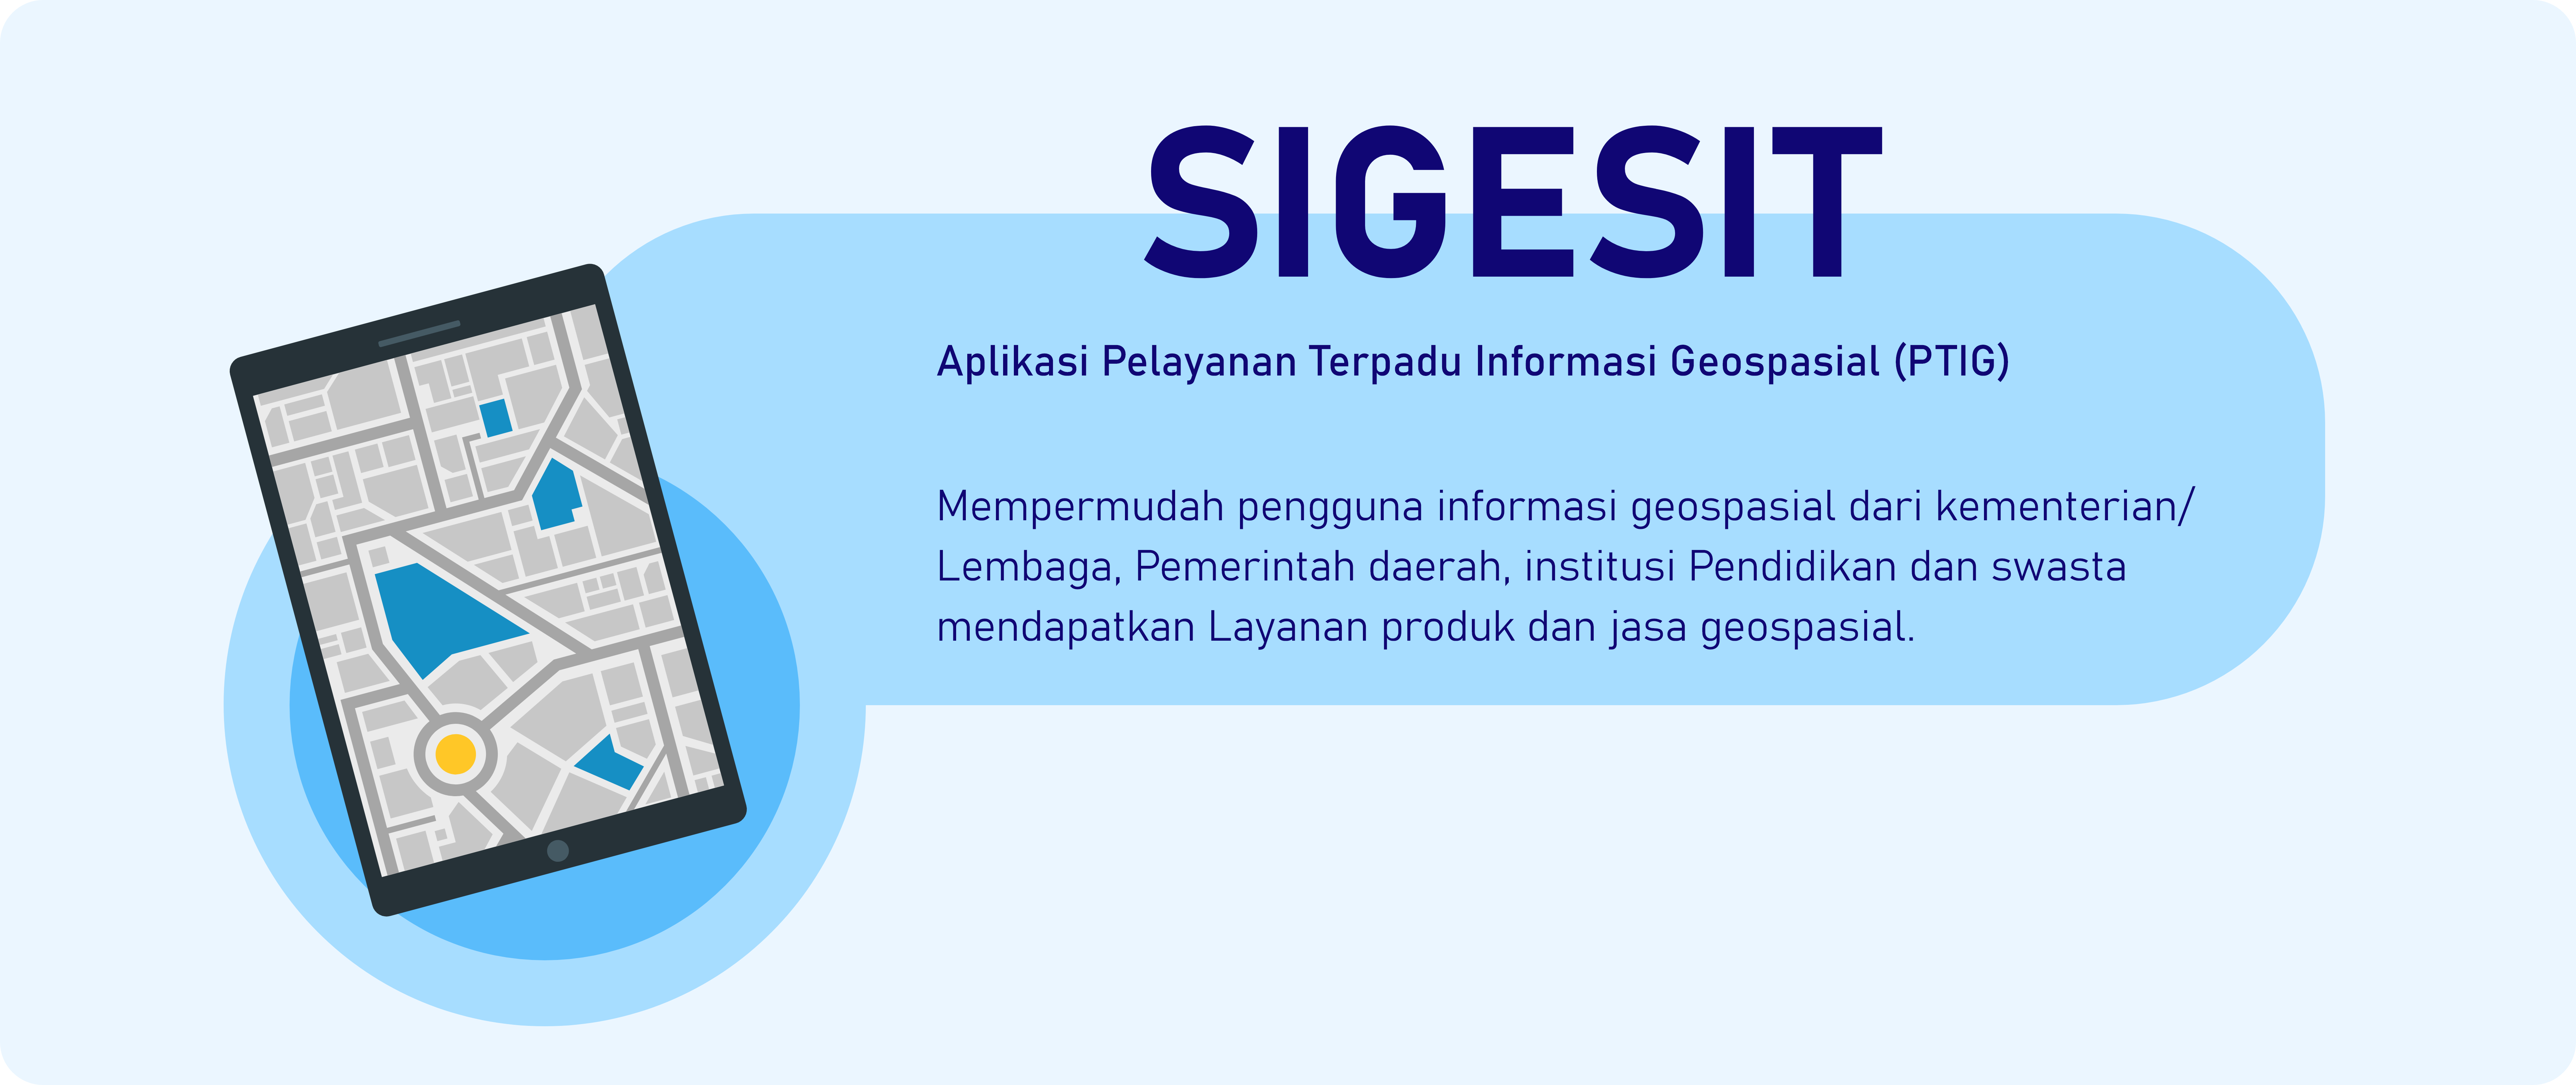 SIGESIT
Aplikasi Pelayanan Terpadu Informasi Geospasial (PTIG)
Mempermudah pengguna informasi geospasial dari kementerian/
Lembaga, Pemerintah daerah, institusi Pendidikan dan swasta
mendapatkan Layanan produk dan jasa geospasial.